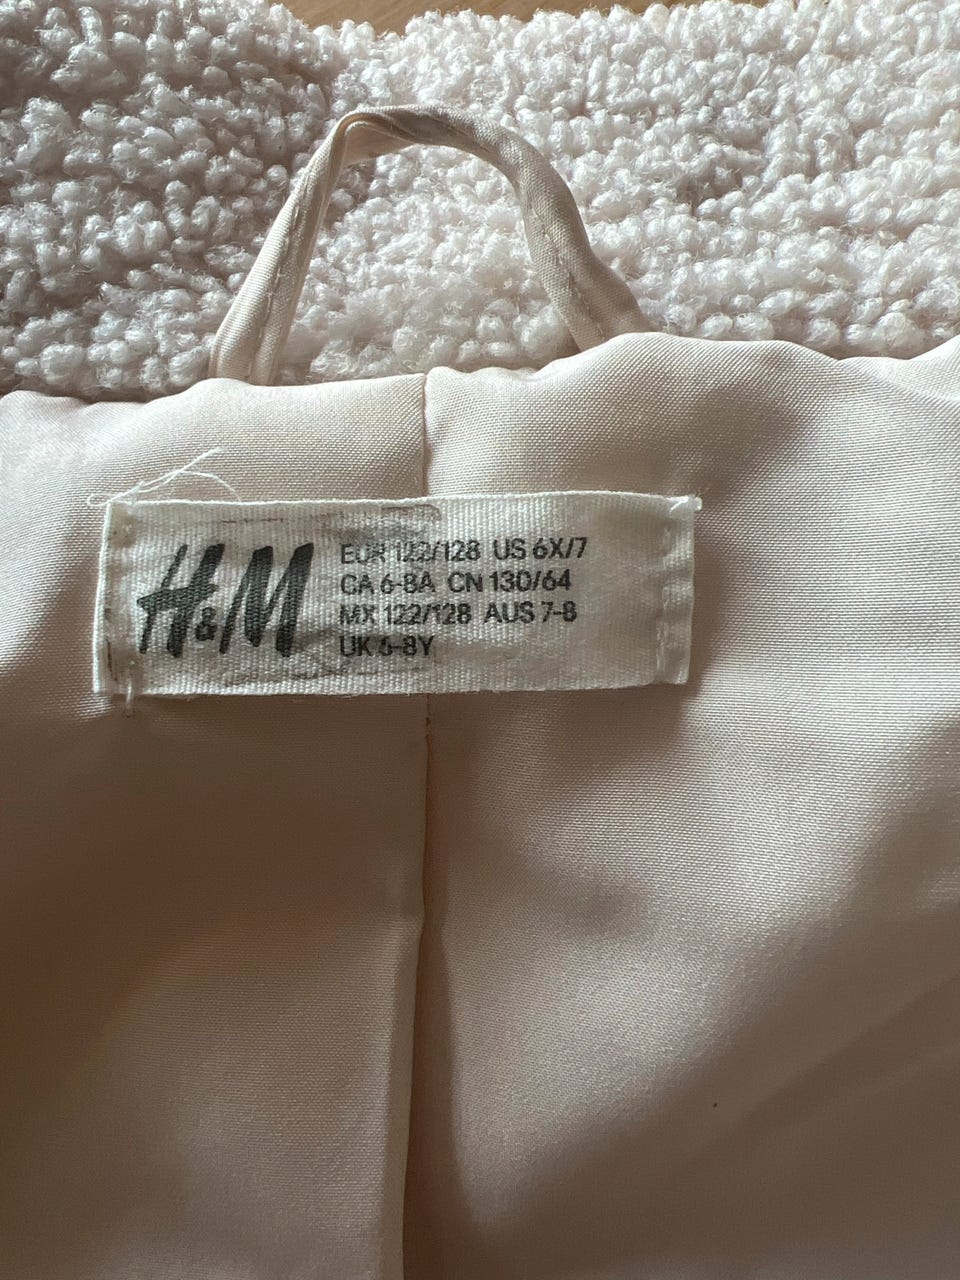 H&M
EUR 122/128 US 6X/7
CA 6-8A CN 130/64
MX 122/128 AUS 7-8
UK 6-8Y